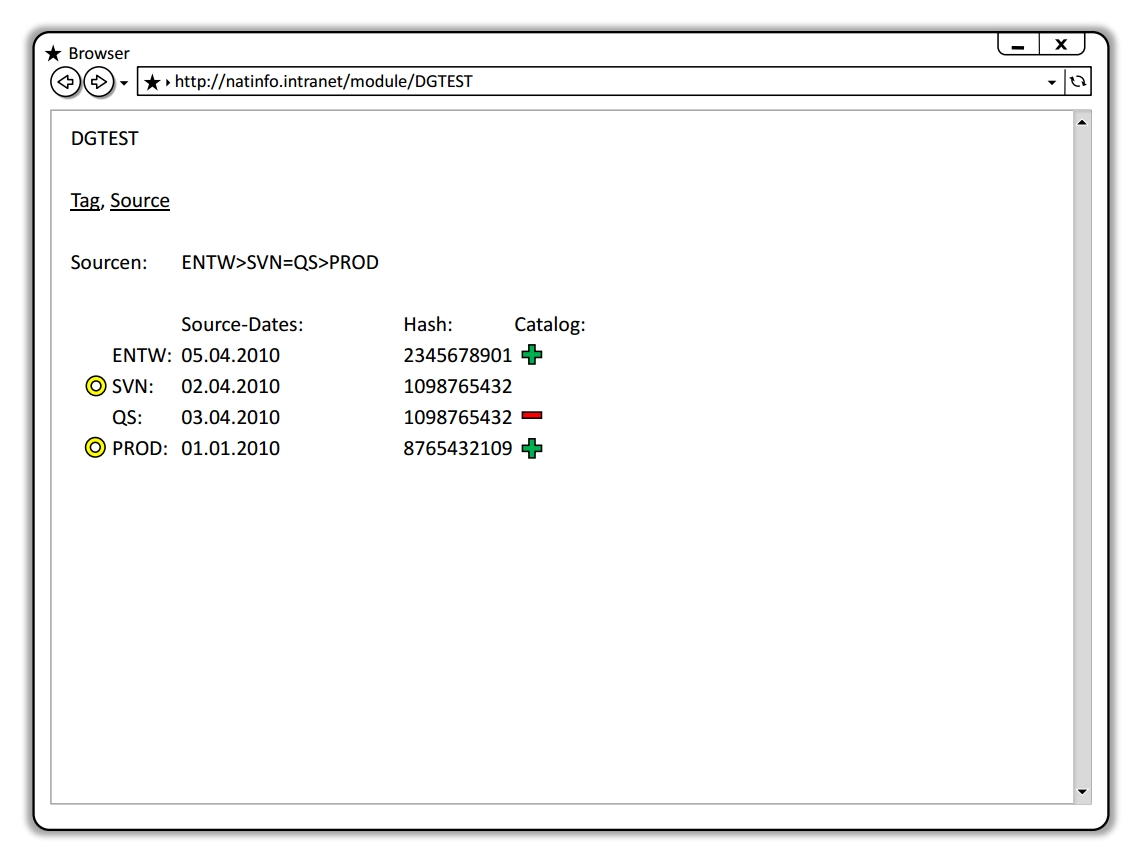 Browser
http://natinfo.intranet/module/DGTEST
DGTEST
Tag, Source
Sourcen: ENTW>SVN=QS>PROD
Source-Dates: Hash: Catalog:
ENTW: 05.04.2010 2345678901
SVN: 02.04.2010 1098765432
QS: 03.04.2010 1098765432
PROD: 01.01.2010 8765432109